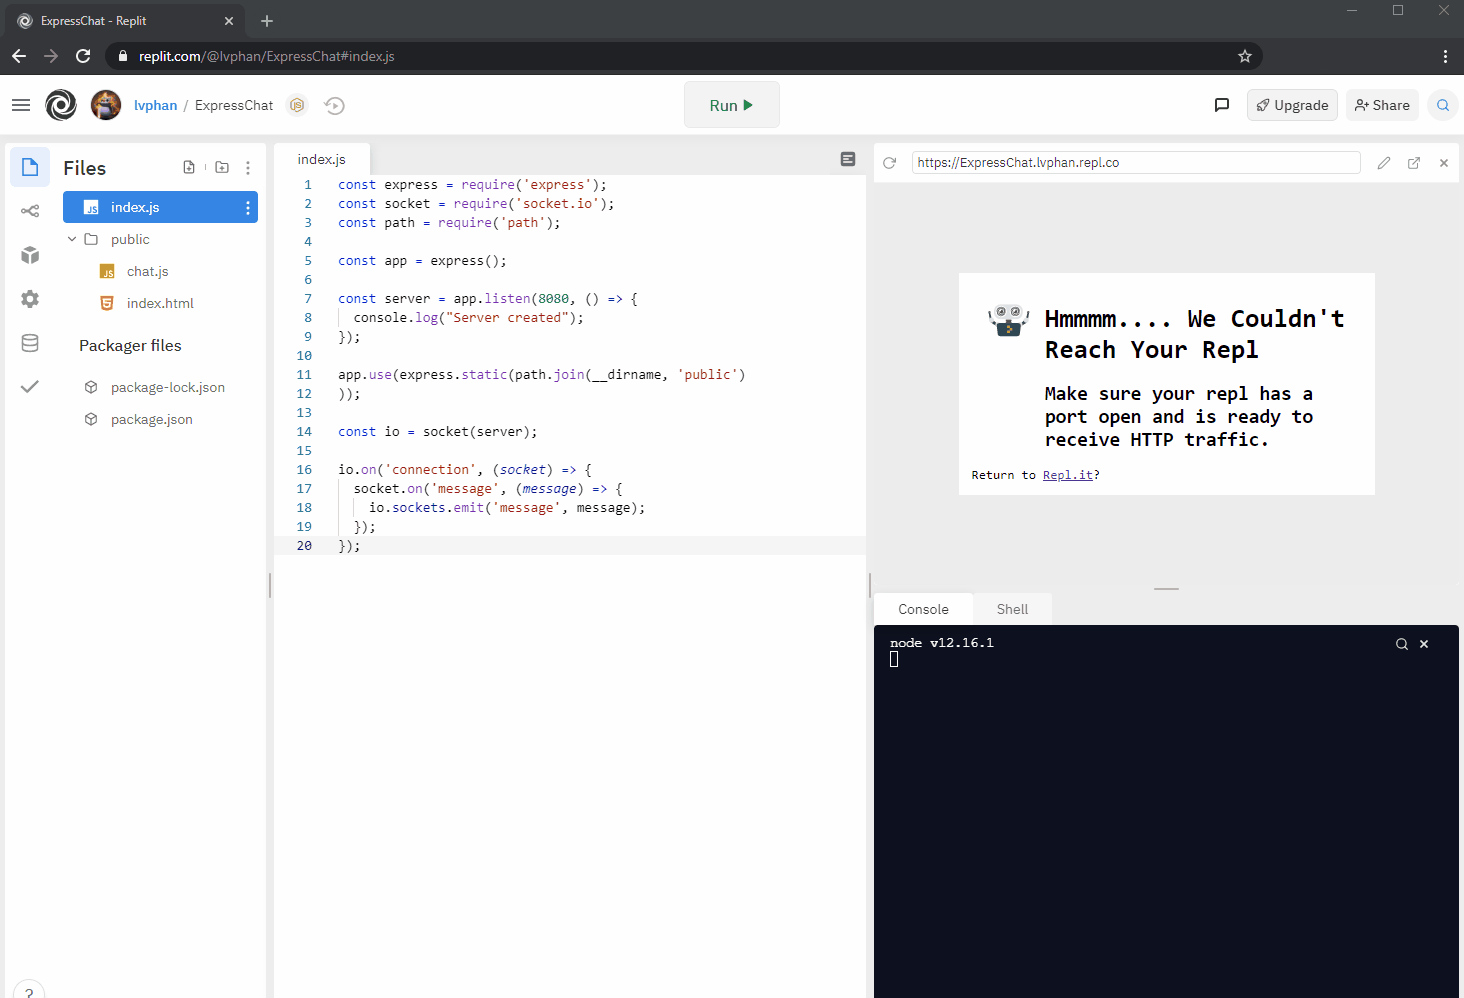 ExpressChat - Replit
replit.com/@lvphan/ExpressChat#index.js
lvphan / ExpressChat
JS
Run
Upgrade
Share
Files
JS index.js
public
JS chat.js
index.html
Packager files
package-lock.json
package.json
?
index.js
1 const express = require('express');
2 const socket = require('socket.io');
3 const path = require('path');
4
5 const app = express();
6
7 const server = app.listen(8080, () => {
8 console.log("Server created");
9 });
10
11 app.use(express.static(path.join(__dirname, 'public')
12 ));
13
14 const io = socket(server);
15
16 io.on('connection', (socket) => {
17 socket.on('message', (message) => {
18 io.sockets.emit('message', message);
19 });
20 });
https://ExpressChat.lvphan.repl.co
Hmmmm.... We Couldn't
Reach Your Repl
Make sure your repl has a
port open and is ready to
receive HTTP traffic.
Return to Repl.it?
Console
Shell
node v12.16.1